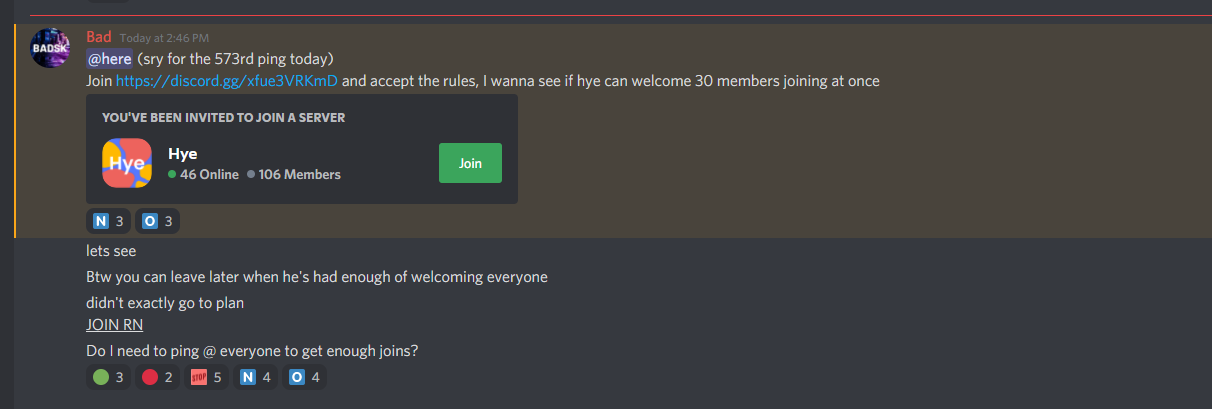 BADSK
Bad Today at 2:46 PM
@here (sry for the 573rd ping today)
Join https://discord.gg/xfue3VRKmD and accept the rules, I wanna see if hye can welcome 30 members joining at once
YOU'VE BEEN INVITED TO JOIN A SERVER
Hye
Hye
46 Online 106 Members
Join
N 3 O 3
lets see
Btw you can leave later when he's had enough of welcoming everyone
didn't exactly go to plan
JOIN RN
Do I need to ping @ everyone to get enough joins?
3 2 STOP 5 N 4 O 4